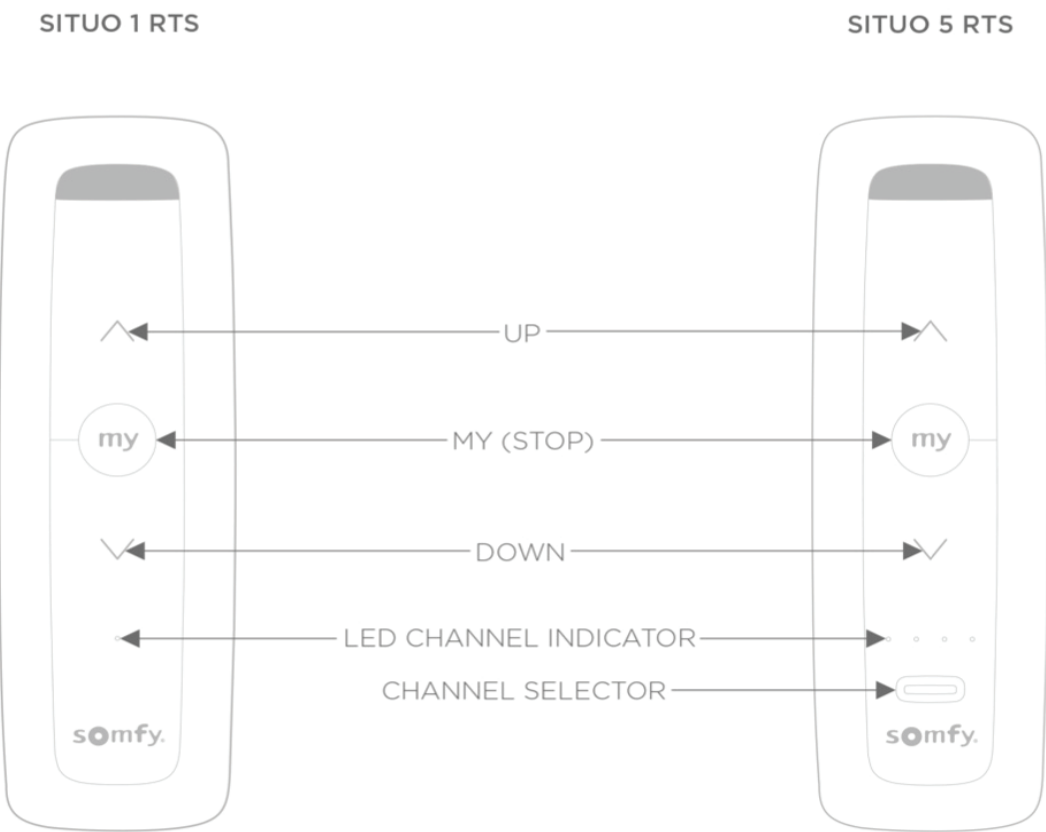 SITUO 1 RTS
SITUO 5 RTS
UP
my
MY (STOP)
my
DOWN
LED CHANNEL INDICATOR
CHANNEL SELECTOR
somfy.
somfy.